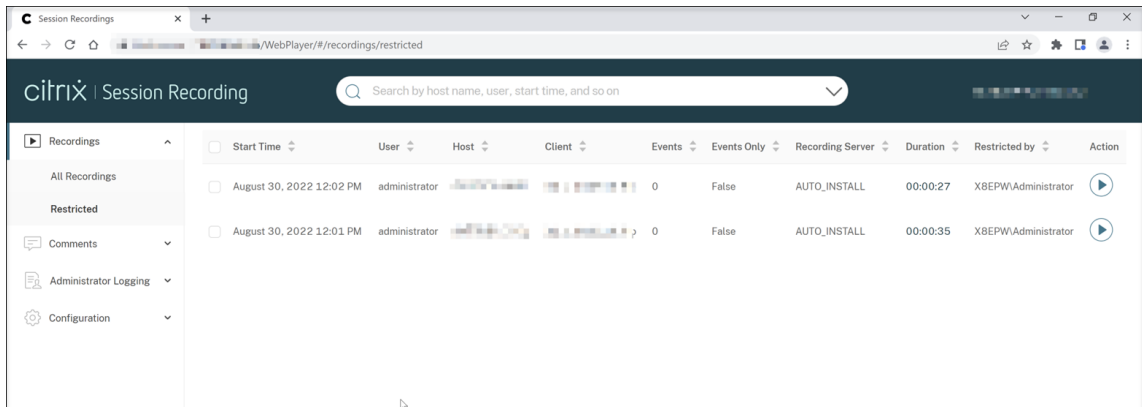 Session Recordings
/WebPlayer/#/recordings/restricted
citrix | Session Recording
Search by host name, user, start time, and so on
Recordings
All Recordings
Restricted
Comments
Administrator Logging
Configuration
Start Time User Host Client Events Events Only Recording Server Duration Restricted by Action
August 30, 2022 12:02 PM administrator 0 False AUTO_INSTALL 00:00:27 X8EPW\Administrator
August 30, 2022 12:01 PM administrator 0 False AUTO_INSTALL 00:00:35 X8EPW\Administrator